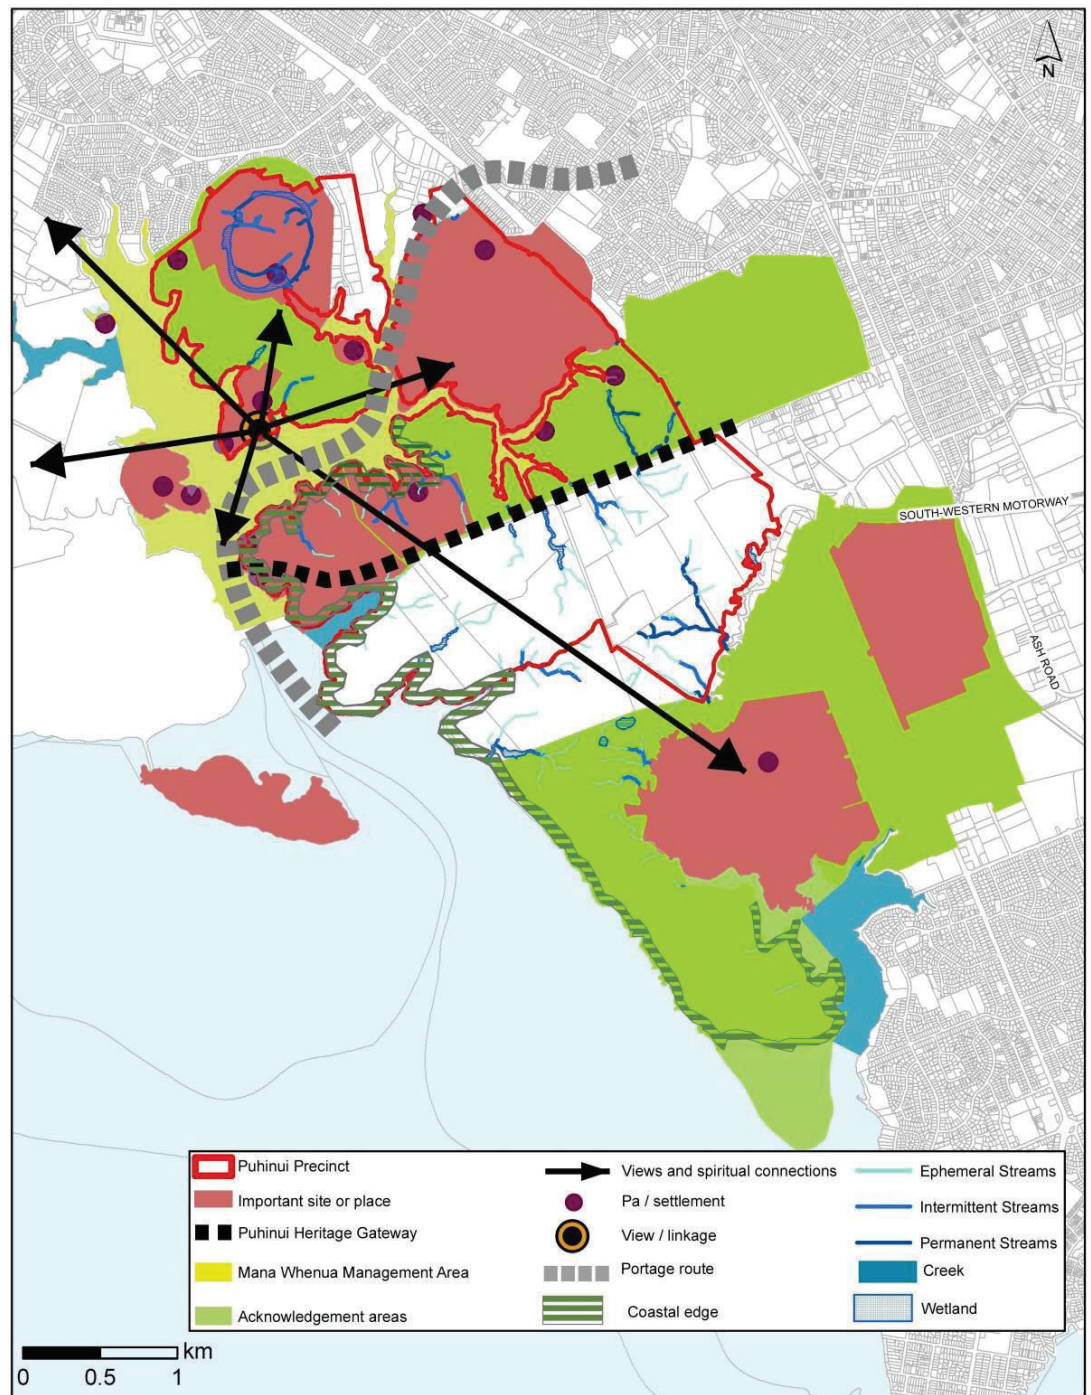 N
SOUTH-WESTERN MOTORWAY
ASH ROAD
Puhinui Precinct
Important site or place
Puhinui Heritage Gateway
Mana Whenua Management Area
Acknowledgement areas
Views and spiritual connections
Pa / settlement
View / linkage
Portage route
Coastal edge
Ephemeral Streams
Intermittent Streams
Permanent Streams
Creek
Wetland
km
0 0.5 1